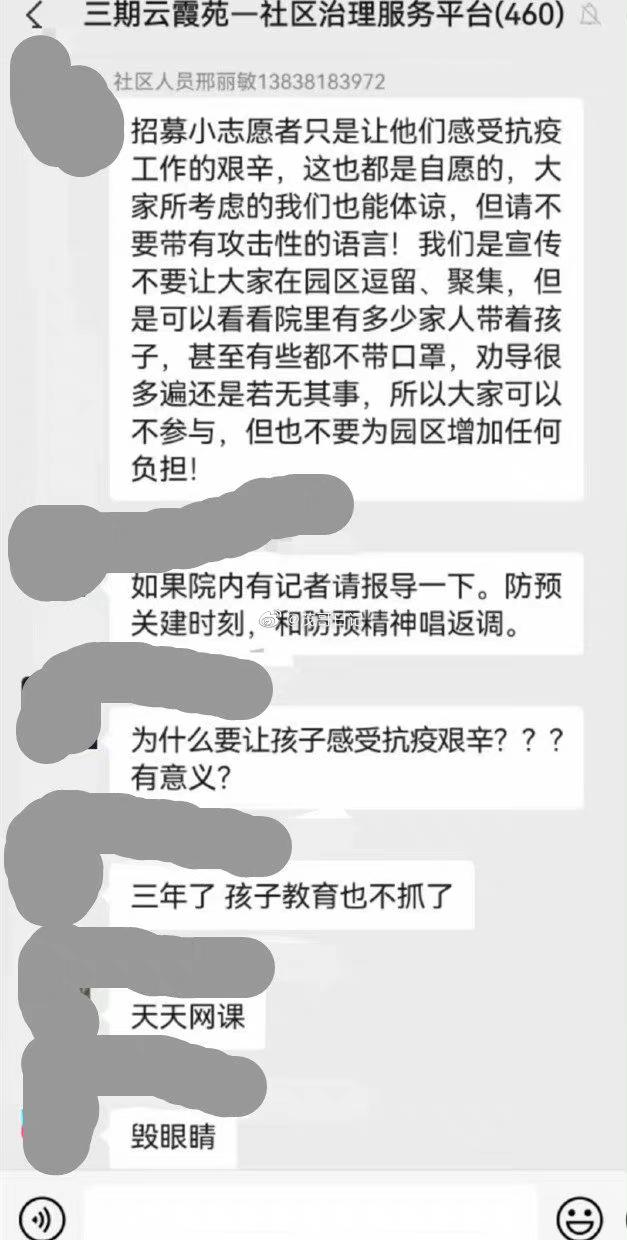 三期云霞苑一社区治理服务平台(460)
社区人员邢丽敏13838183972
招募小志愿者只是让他们感受抗疫
工作的艰辛，这也都是自愿的，大
家所考虑的我们也能体谅，但请不
要带有攻击性的语言！我们是宣传
不要让大家在园区逗留、聚集，但
是可以看看院里有多少家人带着孩
子，甚至有些都不带口罩，劝导很
多遍还是若无其事，所以大家可以
不参与，但也不要为园区增加任何
负担！
如果院内有记者请报导一下。防预
关建时刻，和防预精神唱返调。
为什么要让孩子感受抗疫艰辛？？？
有意义？
三年了 孩子教育也不抓了
天天网课
毁眼睛